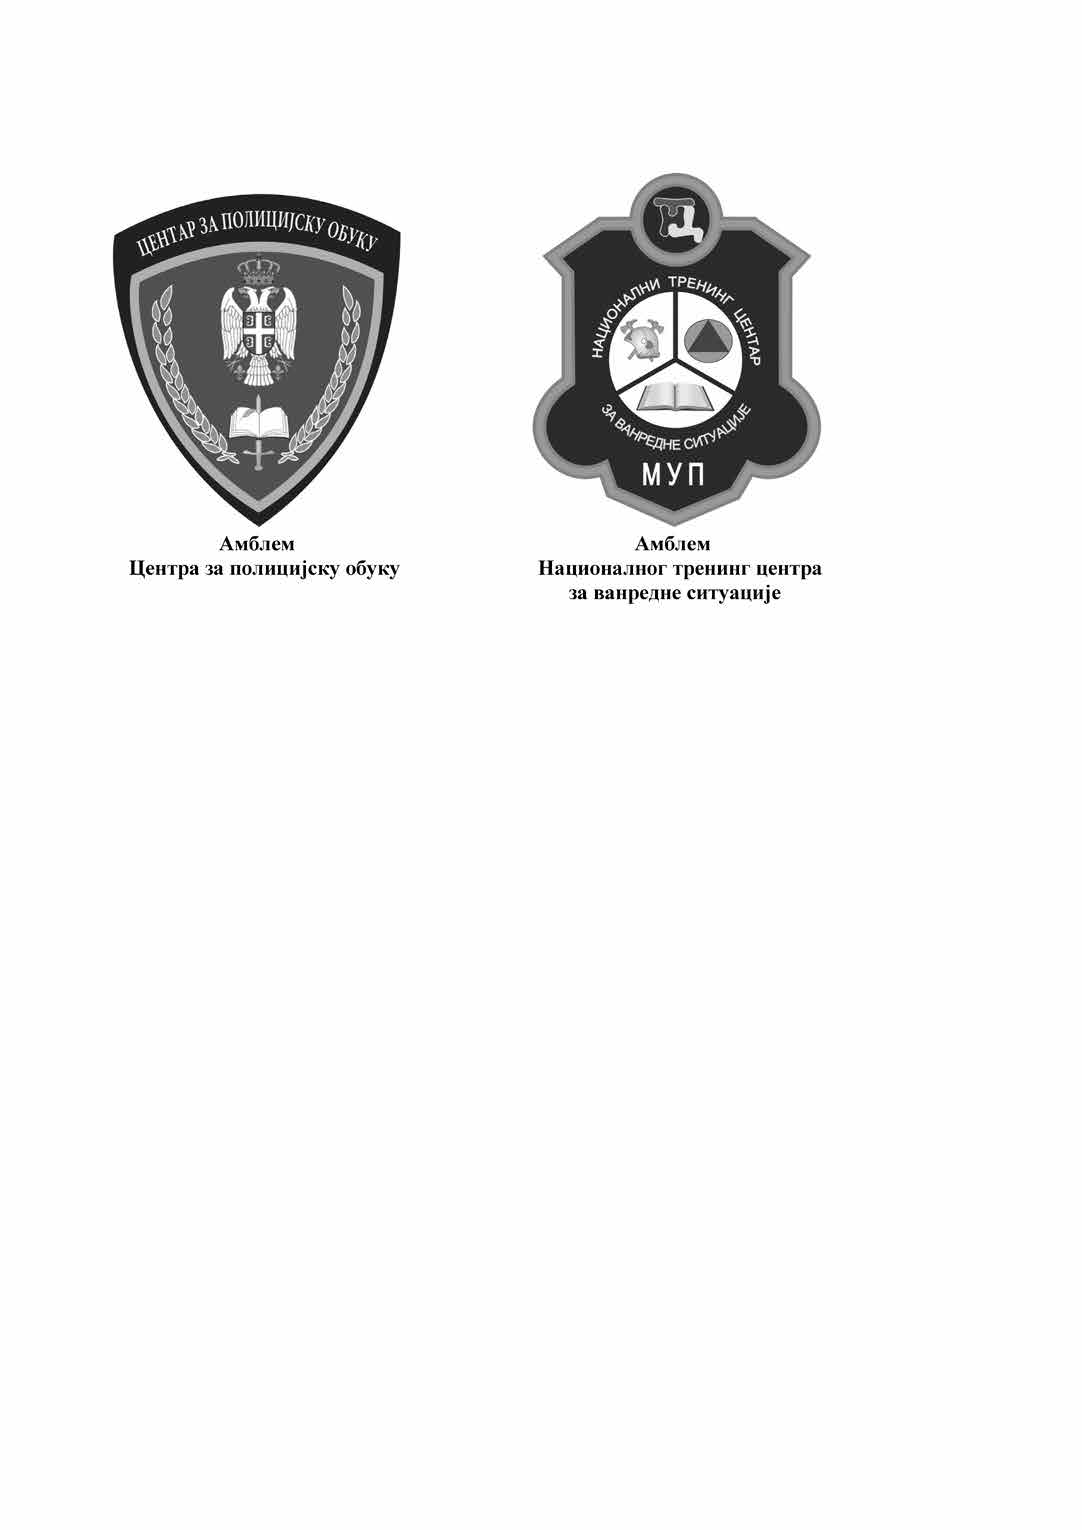 ЦЕНТАР ЗА ПОЛИЦИЈСКУ ОБУКУ
Амблем
Центра за полицијску обуку
НАЦИОНАЛНИ ТРЕНИНГ ЦЕНТАР
ЗА ВАНРЕДНЕ СИТУАЦИЈЕ
МУП
Амблем
Националног тренинг центра
за ванредне ситуације